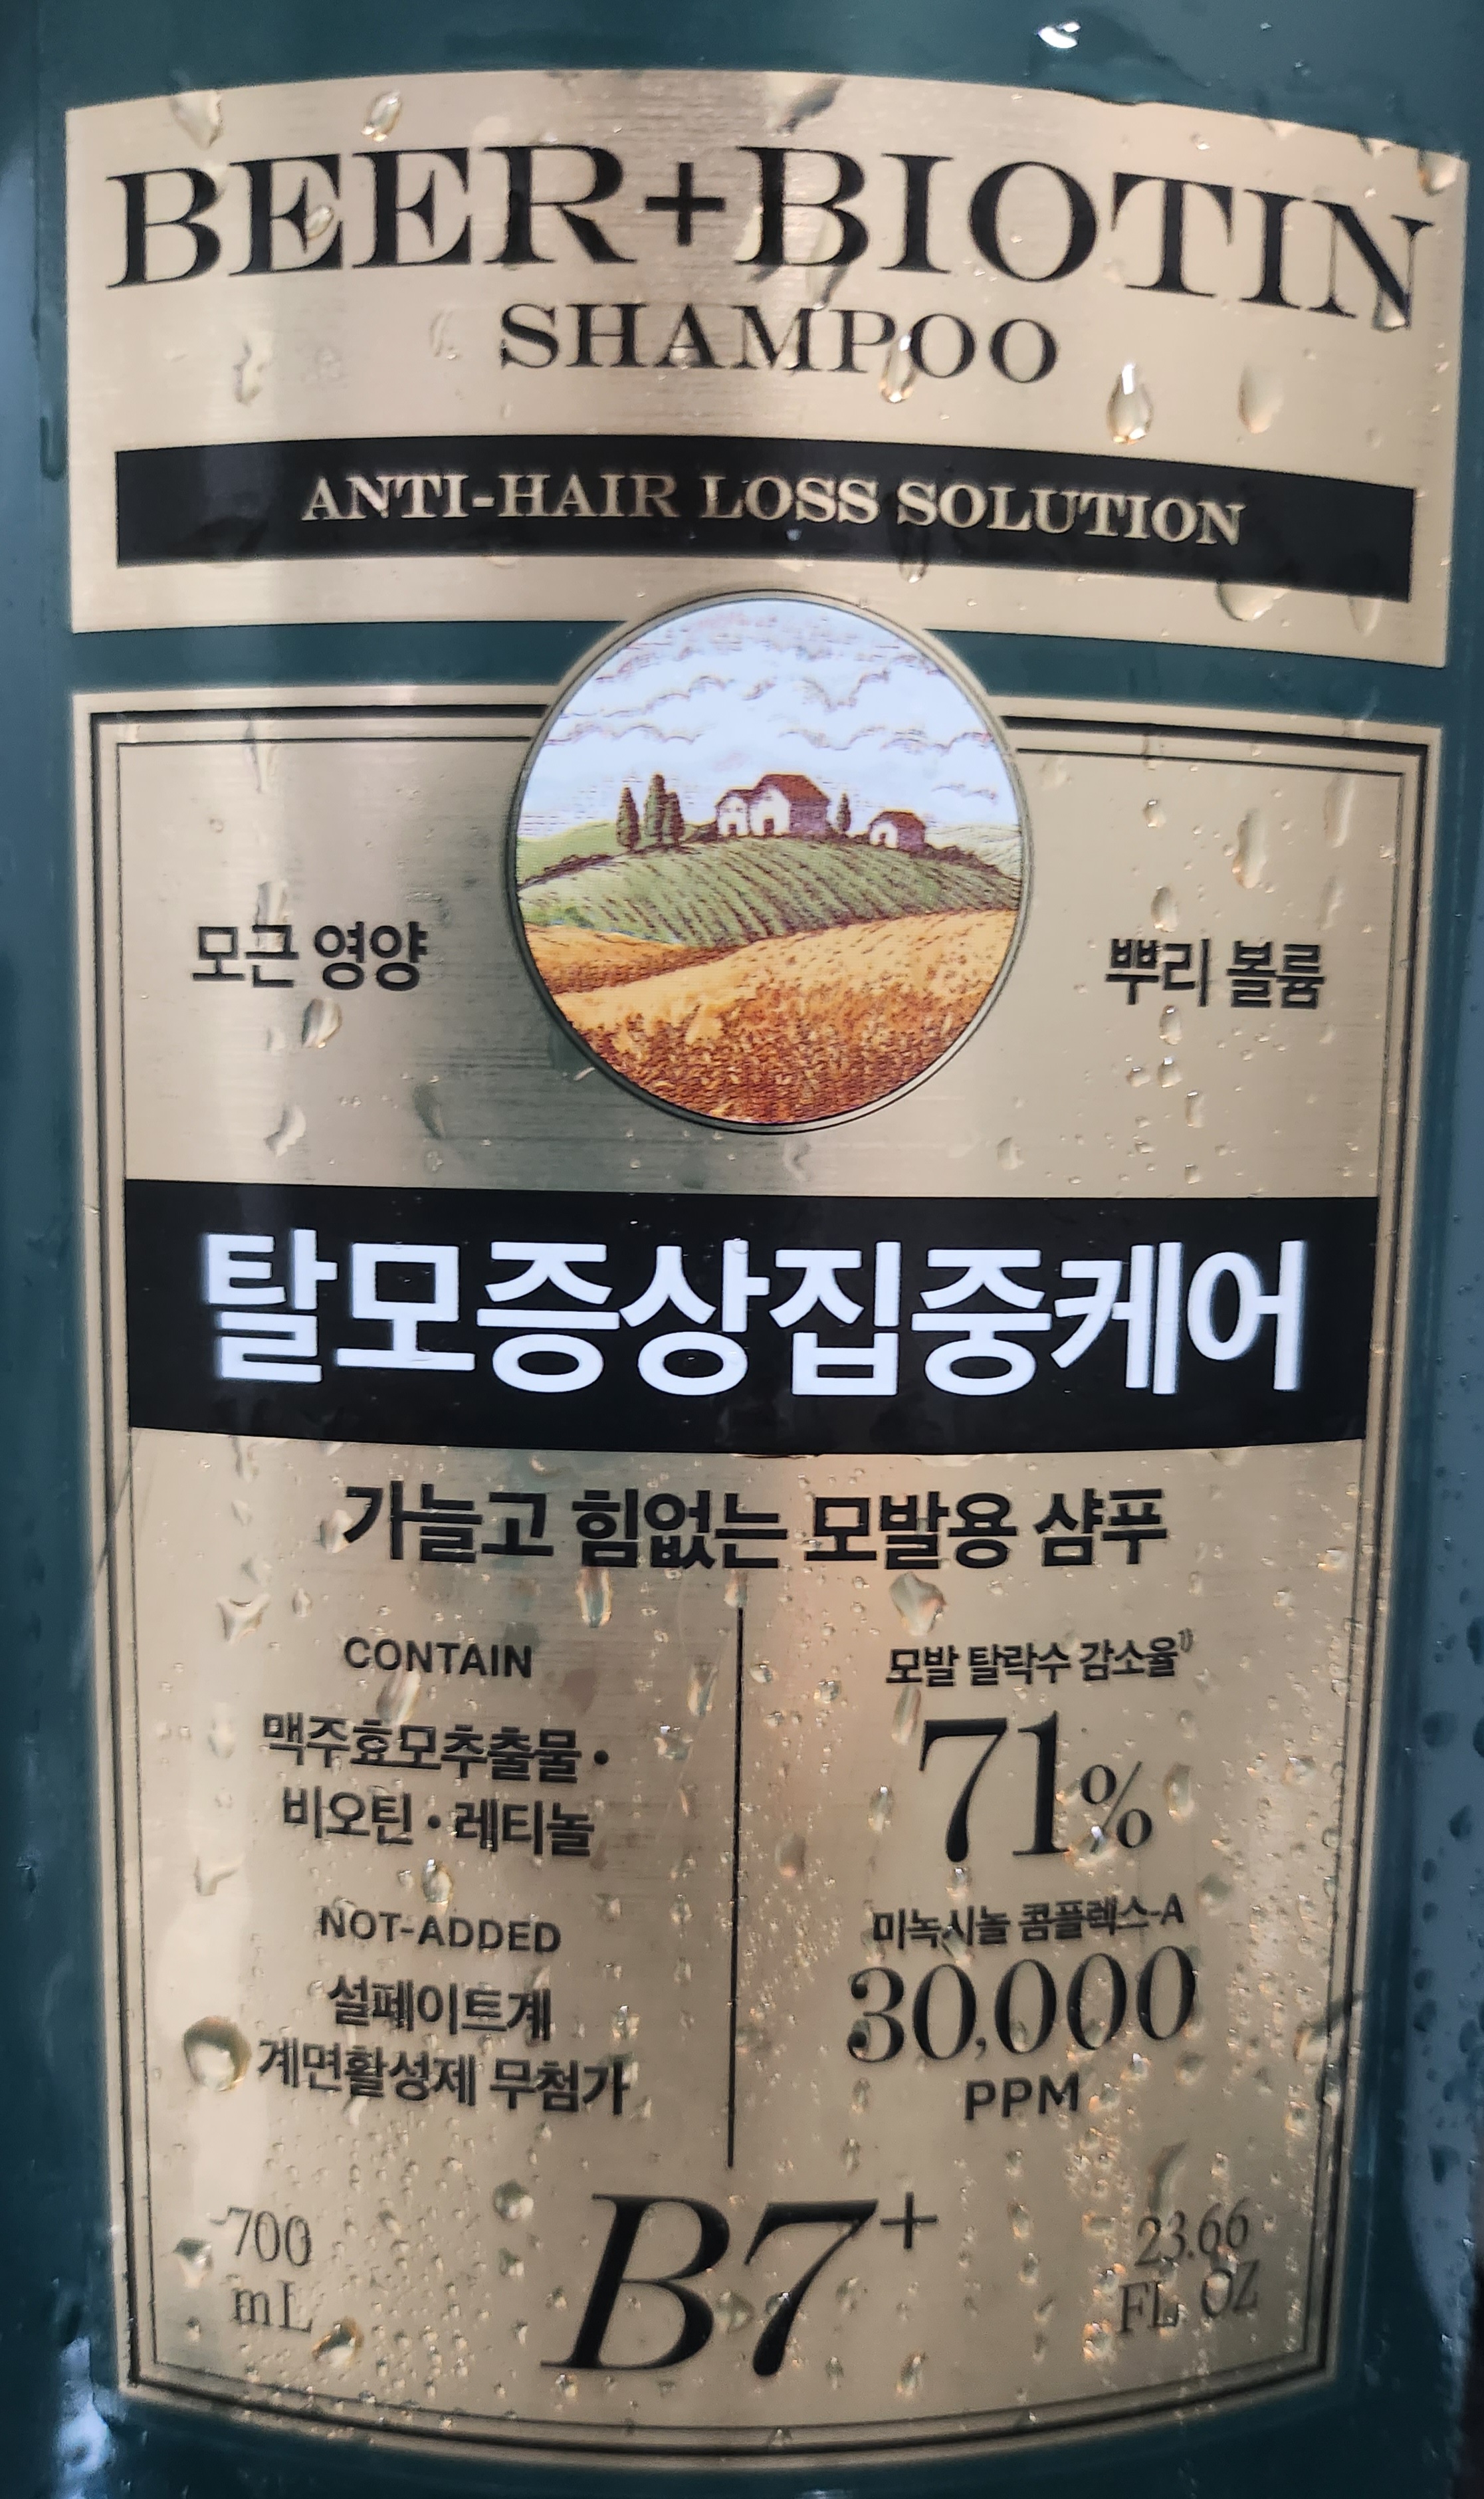 BEER+BIOTIN
SHAMPOO
ANTI-HAIR LOSS SOLUTION
모근 영양
뿌리 볼륨
탈모증상집중케어
가늘고 힘없는 모발용 샴푸
CONTAIN
맥주효모추출물•
비오틴•레티놀
NOT-ADDED
설페이트계
계면활성제 무첨가
모발 탈락수 감소율1)
71%
미녹시놀 콤플렉스-A
30,000
PPM
700
mL
B7+
23.66
FL OZ